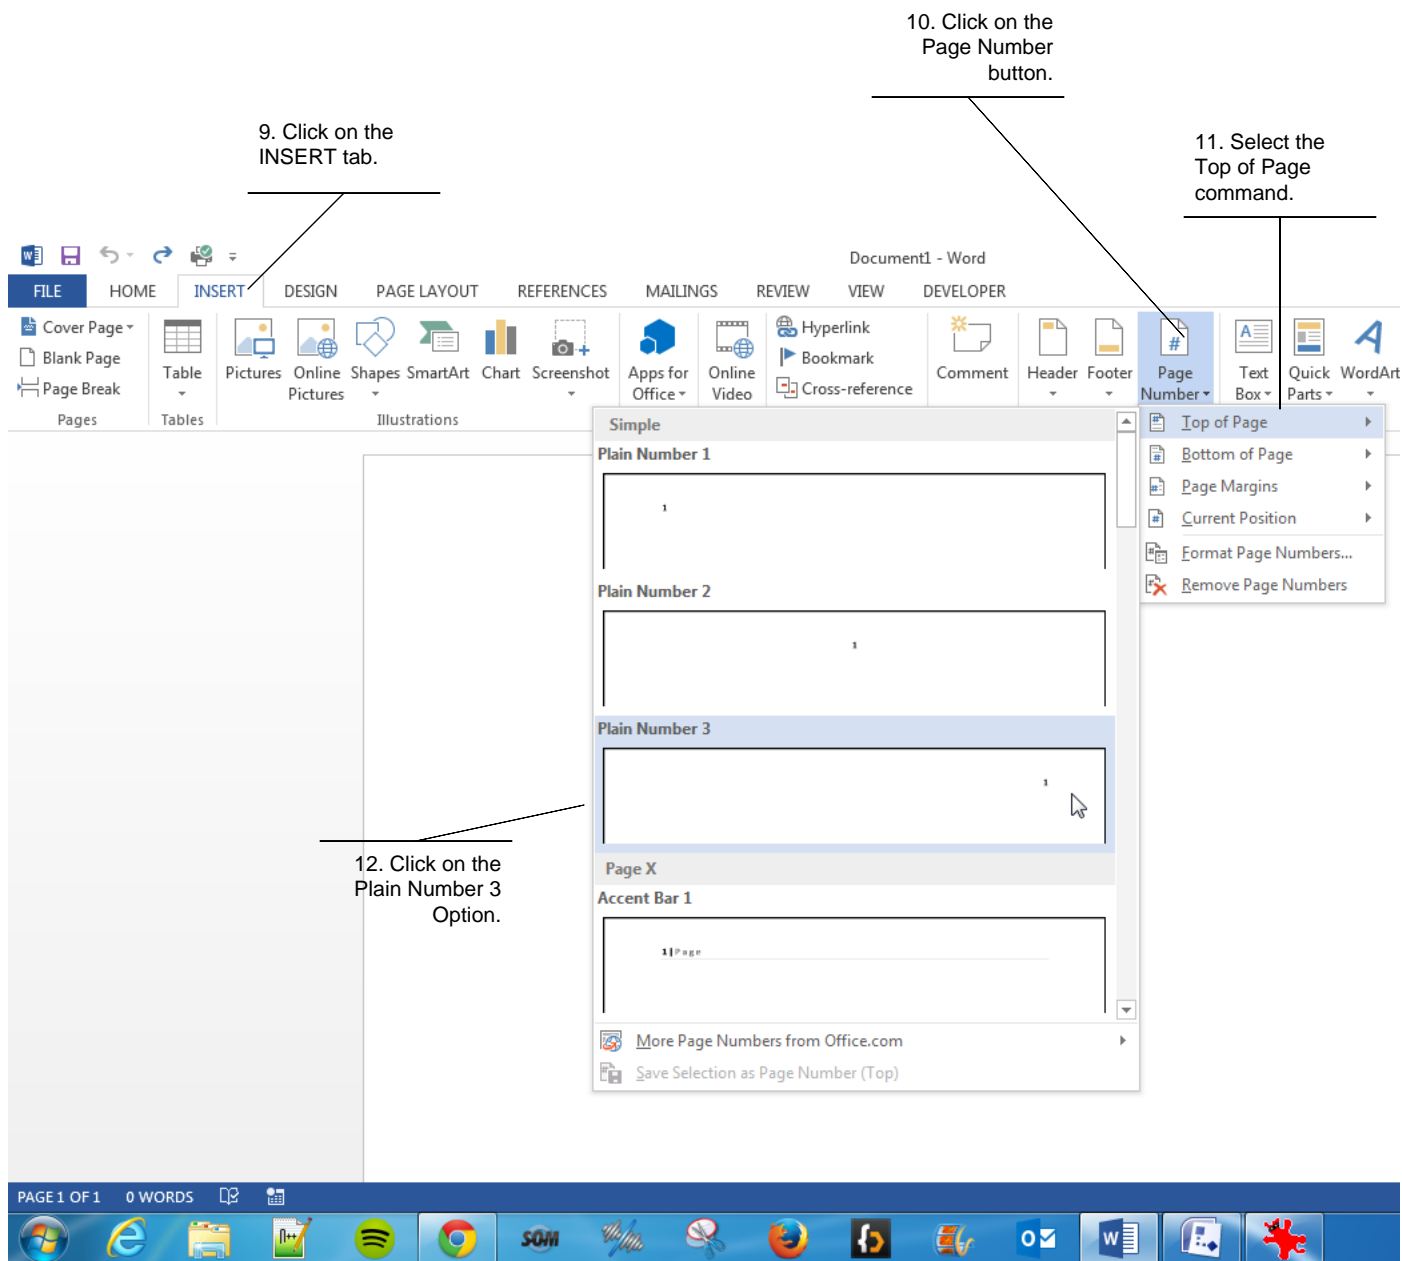 10. Click on the
Page Number
button.
9. Click on the
INSERT tab.
11. Select the
Top of Page
command.
Document1 - Word
FILE HOME INSERT DESIGN PAGE LAYOUT REFERENCES MAILINGS REVIEW VIEW DEVELOPER
Cover Page
Blank Page
Page Break
Pages
Table
Tables
Pictures
Online
Pictures
Shapes
SmartArt
Chart
Screenshot
Illustrations
Apps for
Office
Online
Video
Hyperlink
Bookmark
Cross-reference
Comment
Header
Footer
Page
Number
#
Text
Box
A
Quick
Parts
WordArt
A
Top of Page
Bottom of Page
Page Margins
Current Position
Format Page Numbers...
Remove Page Numbers
Simple
Plain Number 1
1
Plain Number 2
1
Plain Number 3
1
12. Click on the
Plain Number 3
Option.
Page X
Accent Bar 1
1|Page
More Page Numbers from Office.com
Save Selection as Page Number (Top)
PAGE 1 OF 1 0 WORDS
n++
SOM
O
W